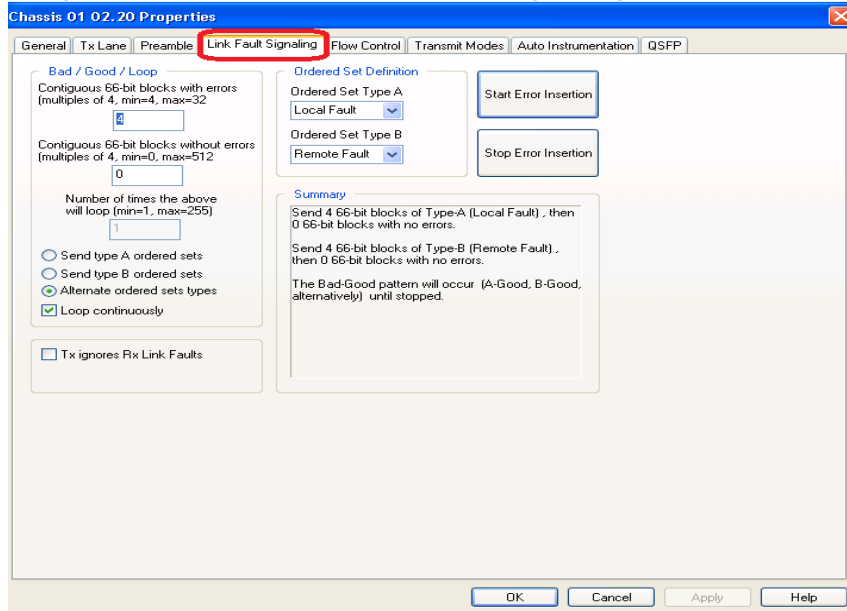 Chassis 01 02.20 Properties
General Tx Lane Preamble Link Fault Signaling Flow Control Transmit Modes Auto Instrumentation QSFP
Bad / Good / Loop
Contiguous 66-bit blocks with errors
(multiples of 4, min=4, max=32
4
Contiguous 66-bit blocks without errors
(multiples of 4, min=0, max=512
0
Number of times the above
will loop (min=1, max=255)
1
Send type A ordered sets
Send type B ordered sets
Alternate ordered sets types
Loop continuously
Tx ignores Rx Link Faults
Ordered Set Definition
Ordered Set Type A
Local Fault
Ordered Set Type B
Remote Fault
Start Error Insertion
Stop Error Insertion
Summary
Send 4 66-bit blocks of Type-A (Local Fault) , then
0 66-bit blocks with no errors.
Send 4 66-bit blocks of Type-B (Remote Fault) ,
then 0 66-bit blocks with no errors.
The Bad-Good pattern will occur (A-Good, B-Good,
alternatively) until stopped.
OK Cancel Apply Help